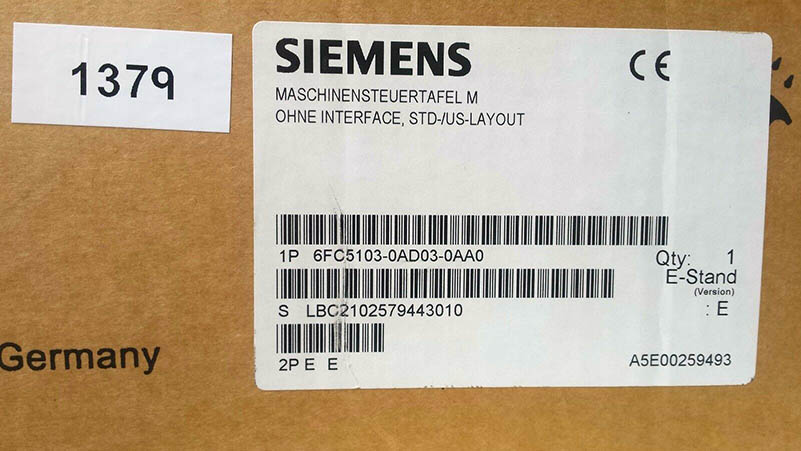 1379
SIEMENS
CE
MASCHINENSTEUERTAFEL M
OHNE INTERFACE, STD-/US-LAYOUT
1P 6FC5103-0AD03-0AA0
Qty: 1
E-Stand
(Version)
: E
S LBC2102579443010
2P E E
A5E00259493
Germany